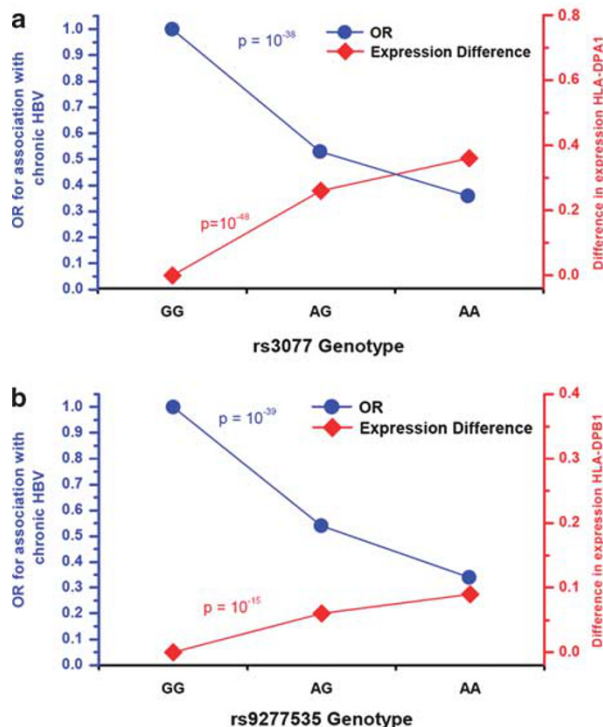 a
OR for association with
chronic HBV
1.0
0.9
0.8
0.7
0.6
0.5
0.4
0.3
0.2
0.1
0.0
p = 10-38
OR
Expression Difference
p=10-48
0.8
0.6
0.4
0.2
0.0
Difference in expression HLA-DPA1
GG AG AA
rs3077 Genotype
b
OR for association with
chronic HBV
1.0
0.9
0.8
0.7
0.6
0.5
0.4
0.3
0.2
0.1
0.0
p = 10-39
OR
Expression Difference
p = 10-15
0.4
0.3
0.2
0.1
0.0
Difference in expression HLA-DPB1
GG AG AA
rs9277535 Genotype